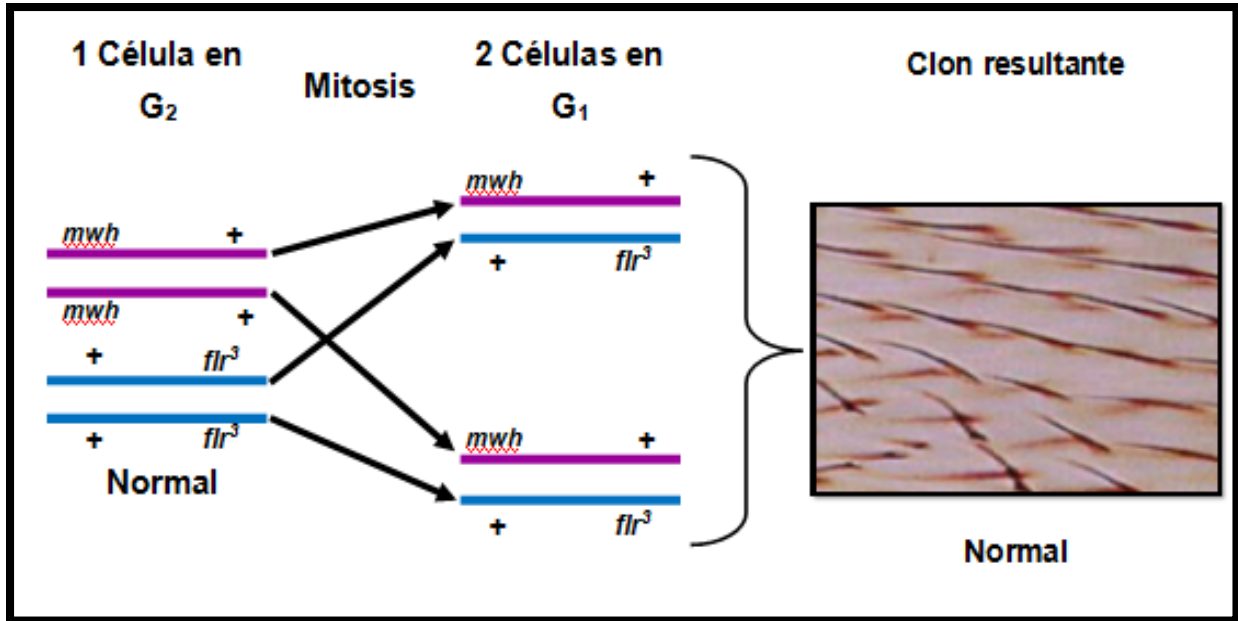 1 Célula en
G₂
Mitosis
2 Células en
G₁
Clon resultante
mwh +
mwh +
+ flr³
+ flr³
Normal
mwh +
+ flr³
mwh +
+ flr³
Normal